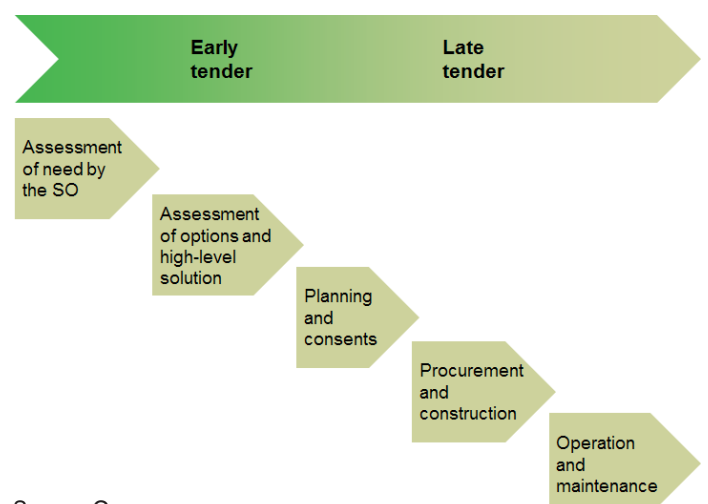 Early
tender
Late
tender
Assessment
of need by
the SO
Assessment
of options and
high-level
solution
Planning
and
consents
Procurement
and
construction
Operation
and
maintenance